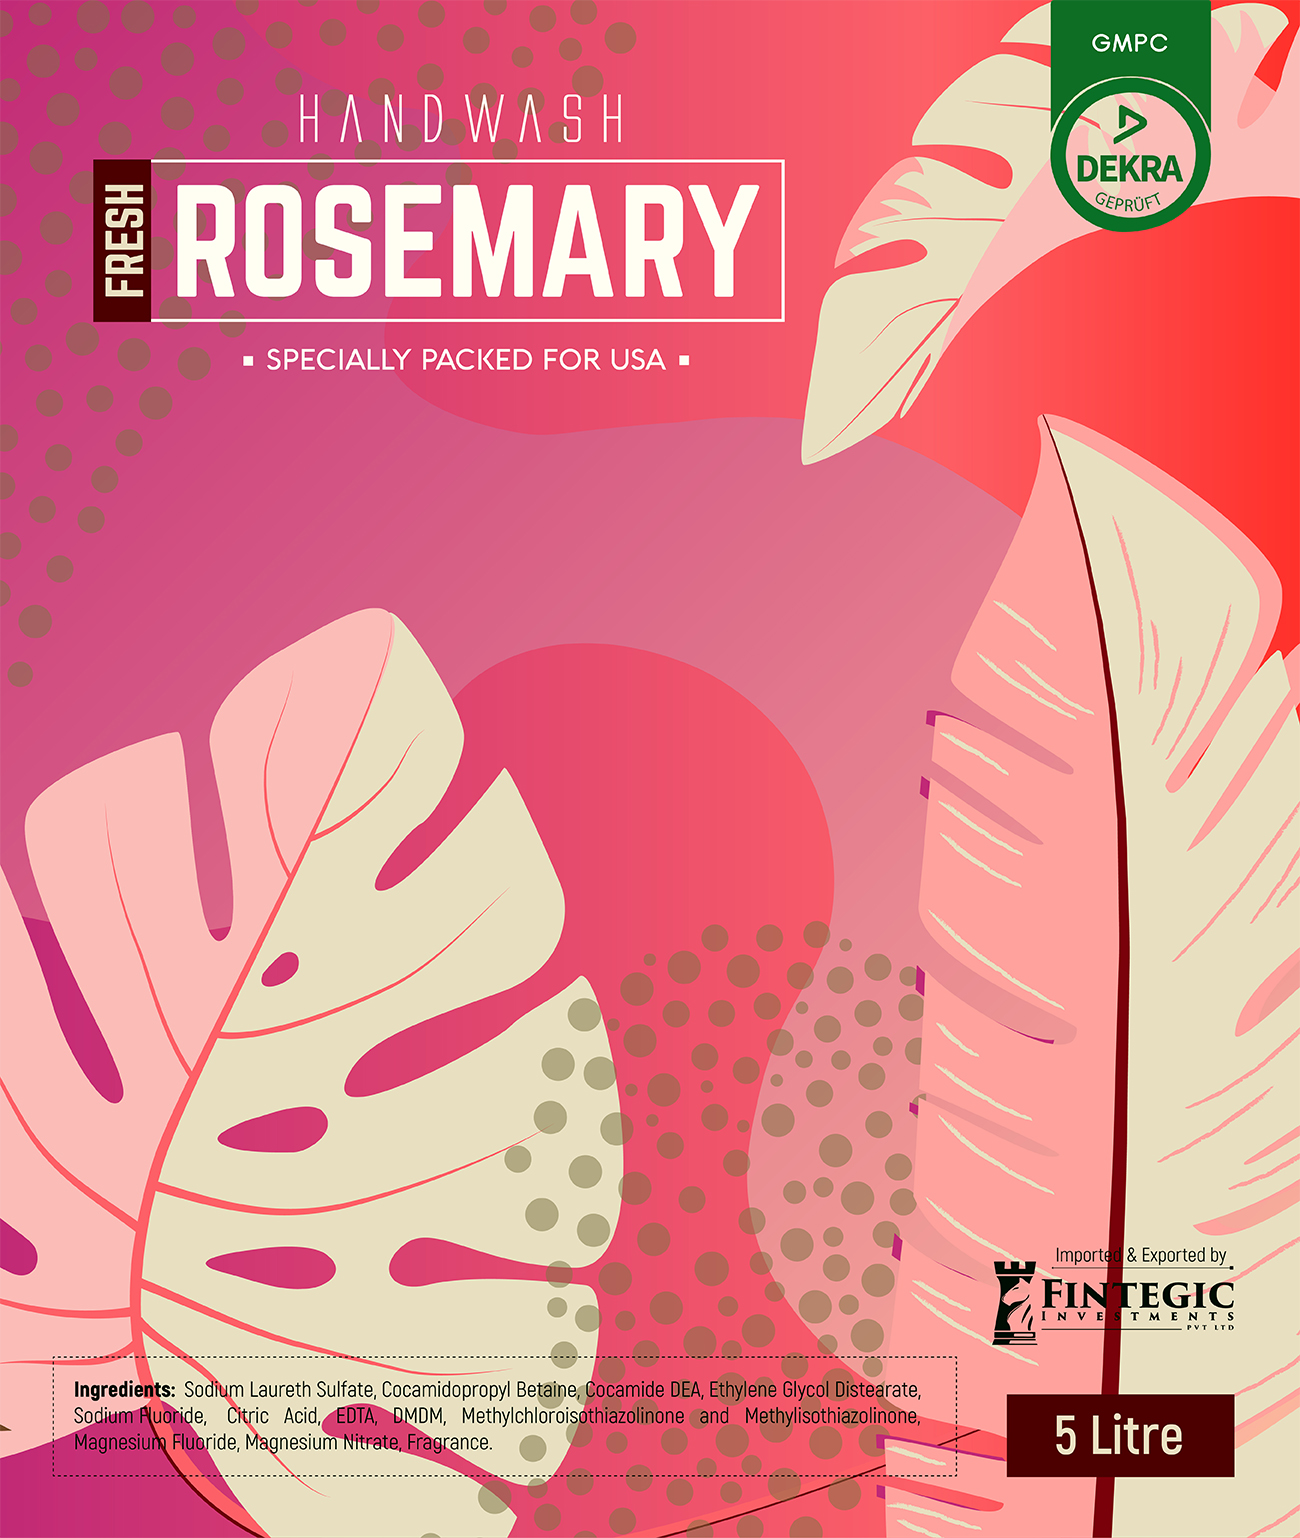 GMPC
DEKRA
GEPRÜFT
HANDWASH
FRESH
ROSEMARY
▪ SPECIALLY PACKED FOR USA ▪
Imported & Exported by
FINTEGIC
INVESTMENTS
PVT LTD
Ingredients: Sodium Laureth Sulfate, Cocamidopropyl Betaine, Cocamide DEA, Ethylene Glycol Distearate,
Sodium Fluoride, Citric Acid, EDTA, DMDM, Methylchloroisothiazolinone and Methylisothiazolinone,
Magnesium Fluoride, Magnesium Nitrate, Fragrance.
5 Litre